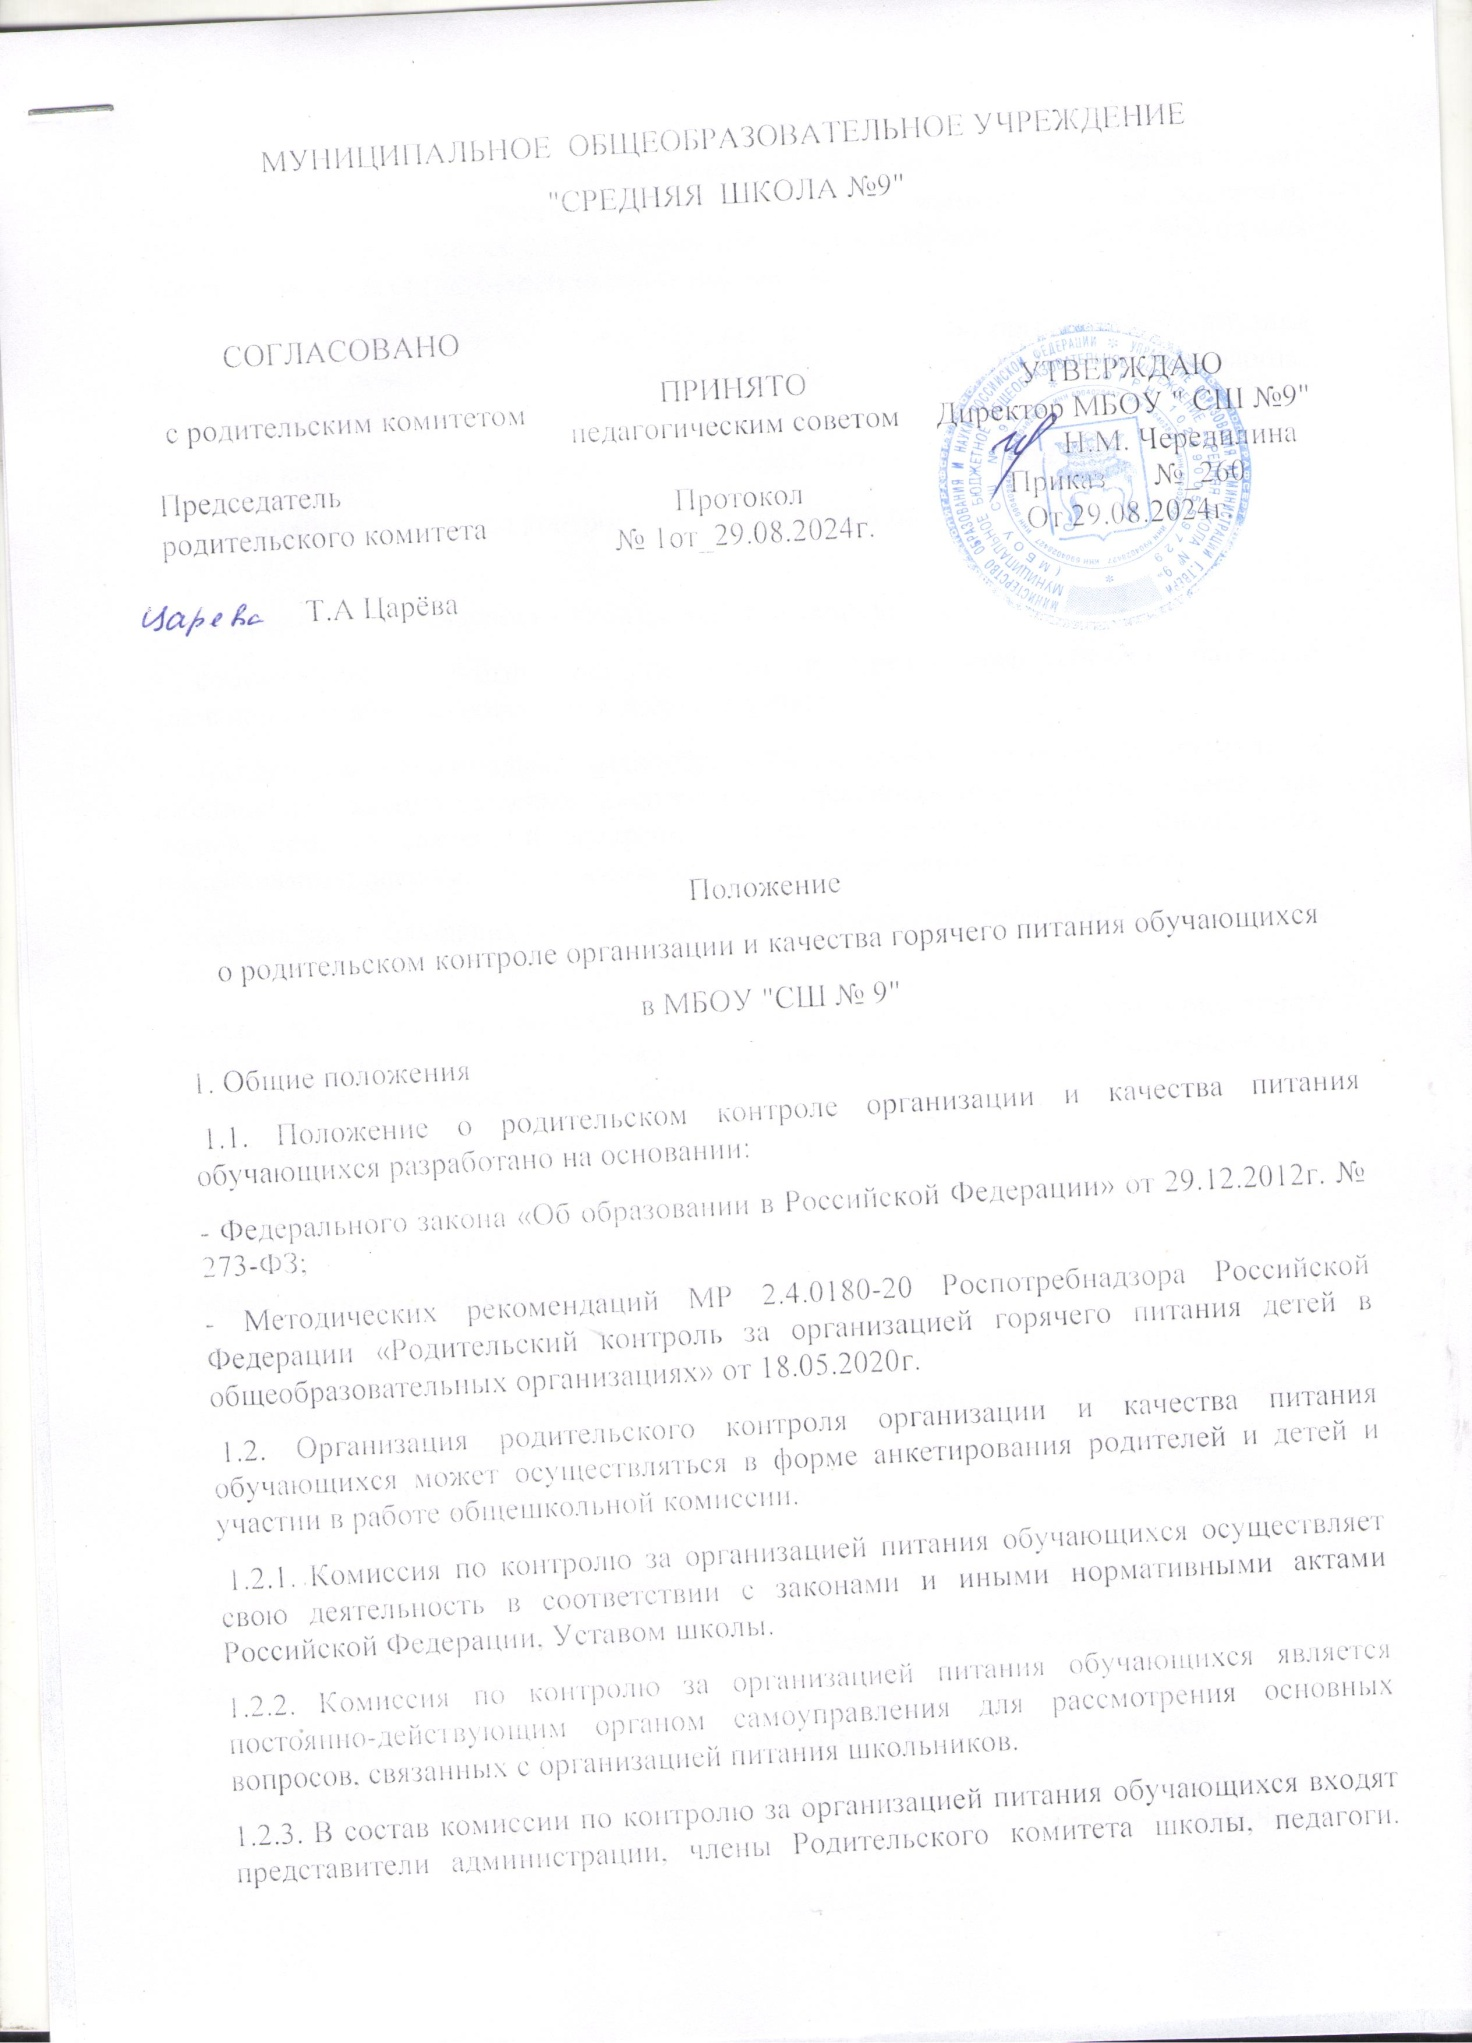 МУНИЦИПАЛЬНОЕ ОБЩЕОБРАЗОВАТЕЛЬНОЕ УЧРЕЖДЕНИЕ
"СРЕДНЯЯ ШКОЛА №9"
СОГЛАСОВАНО
с родительским комитетом
Председатель
родительского комитета
Царева Т.А Царёва
ПРИНЯТО
педагогическим советом
Протокол
№ 1от_29.08.2024г.
УТВЕРЖДАЮ
Директор МБОУ " СШ №9"
Н.М. Чередилина
Приказ №_260
От 29.08.2024г
Положение
о родительском контроле организации и качества горячего питания обучающихся
в МБОУ "СШ № 9"
1. Общие положения
1.1. Положение о родительском контроле организации и качества питания
обучающихся разработано на основании:
- Федерального закона «Об образовании в Российской Федерации» от 29.12.2012г. №
273-ФЗ;
- Методических рекомендаций МР 2.4.0180-20 Роспотребнадзора Российской
Федерации «Родительский контроль за организацией горячего питания детей в
общеобразовательных организациях» от 18.05.2020г.
1.2. Организация родительского контроля организации и качества питания
обучающихся может осуществляться в форме анкетирования родителей и детей и
участии в работе общешкольной комиссии.
1.2.1. Комиссия по контролю за организацией питания обучающихся осуществляет
свою деятельность в соответствии с законами и иными нормативными актами
Российской Федерации, Уставом школы.
1.2.2. Комиссия по контролю за организацией питания обучающихся является
постоянно-действующим органом самоуправления для рассмотрения основных
вопросов, связанных с организацией питания школьников.
1.2.3. В состав комиссии по контролю за организацией питания обучающихся входят
представители администрации, члены Родительского комитета школы, педагоги.